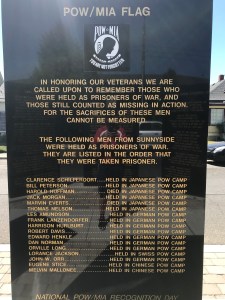 POW/MIA FLAG
POW★MIA
YOU ARE NOT FORGOTTEN
IN HONORING OUR VETERANS WE ARE
CALLED UPON TO REMEMBER THOSE WHO
WERE HELD AS PRISONERS OF WAR, AND
THOSE STILL COUNTED AS MISSING IN ACTION.
FOR THE SACRIFICES OF THESE MEN
CANNOT BE MEASURED.
THE FOLLOWING MEN FROM SUNNYSIDE
WERE HELD AS PRISONERS OF WAR.
THEY ARE LISTED IN THE ORDER THAT
THEY WERE TAKEN PRISONER.
CLARENCE SCHILPEROORT....HELD IN JAPANESE POW CAMP
BILL PETERSON....HELD IN JAPANESE POW CAMP
HAROLD HOFFMAN....DIED IN JAPANESE POW CAMP
JACK MORGAN....HELD IN JAPANESE POW CAMP
MARVIN EVERTS....DIED IN JAPANESE POW CAMP
THOMAS NELSON....HELD IN JAPANESE POW CAMP
LES AMUNDSON....HELD IN GERMAN POW CAMP
FRANK LANZENDORFER....HELD IN GERMAN POW CAMP
HARRISON HURLBURT....HELD IN GERMAN POW CAMP
ROBERT DAVIS....HELD IN GERMAN POW CAMP
EDWARD HENKLE....HELD IN GERMAN POW CAMP
DAN NORMAN....HELD IN GERMAN POW CAMP
ORVILLE LONG....HELD IN GERMAN POW CAMP
LORANCE JACKSON....HELD IN SWISS POW CAMP
JOHN W. ORR....HELD IN GERMAN POW CAMP
EUGENE STICE....HELD IN CHINESE POW CAMP
MELVIN MALLONEE....HELD IN CHINESE POW CAMP
NATIONAL POW/MIA RECOGNITION DAY